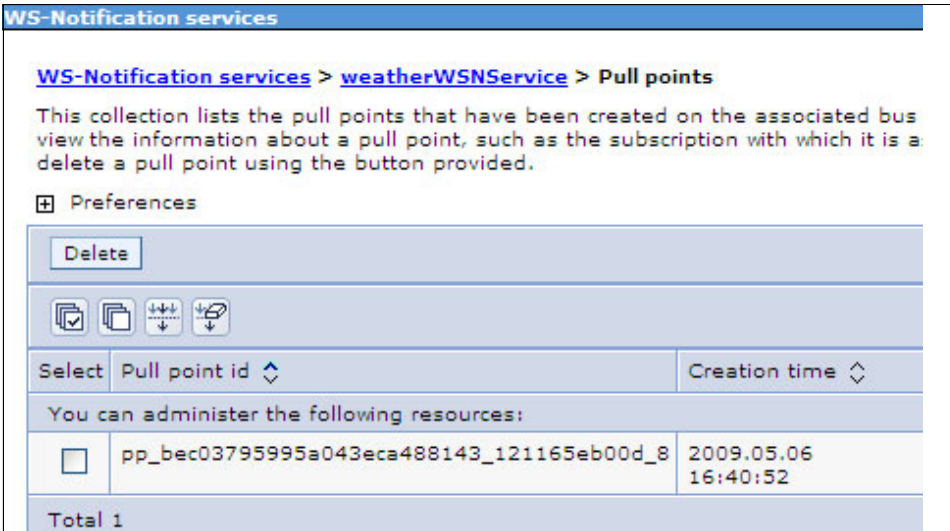 WS-Notification services
WS-Notification services > weatherWSNService > Pull points
This collection lists the pull points that have been created on the associated bus
view the information about a pull point, such as the subscription with which it is a
delete a pull point using the button provided.
Preferences
Delete
Select Pull point id Creation time
You can administer the following resources:
pp_bec03795995a043eca488143_121165eb00d_8 2009.05.06
16:40:52
Total 1